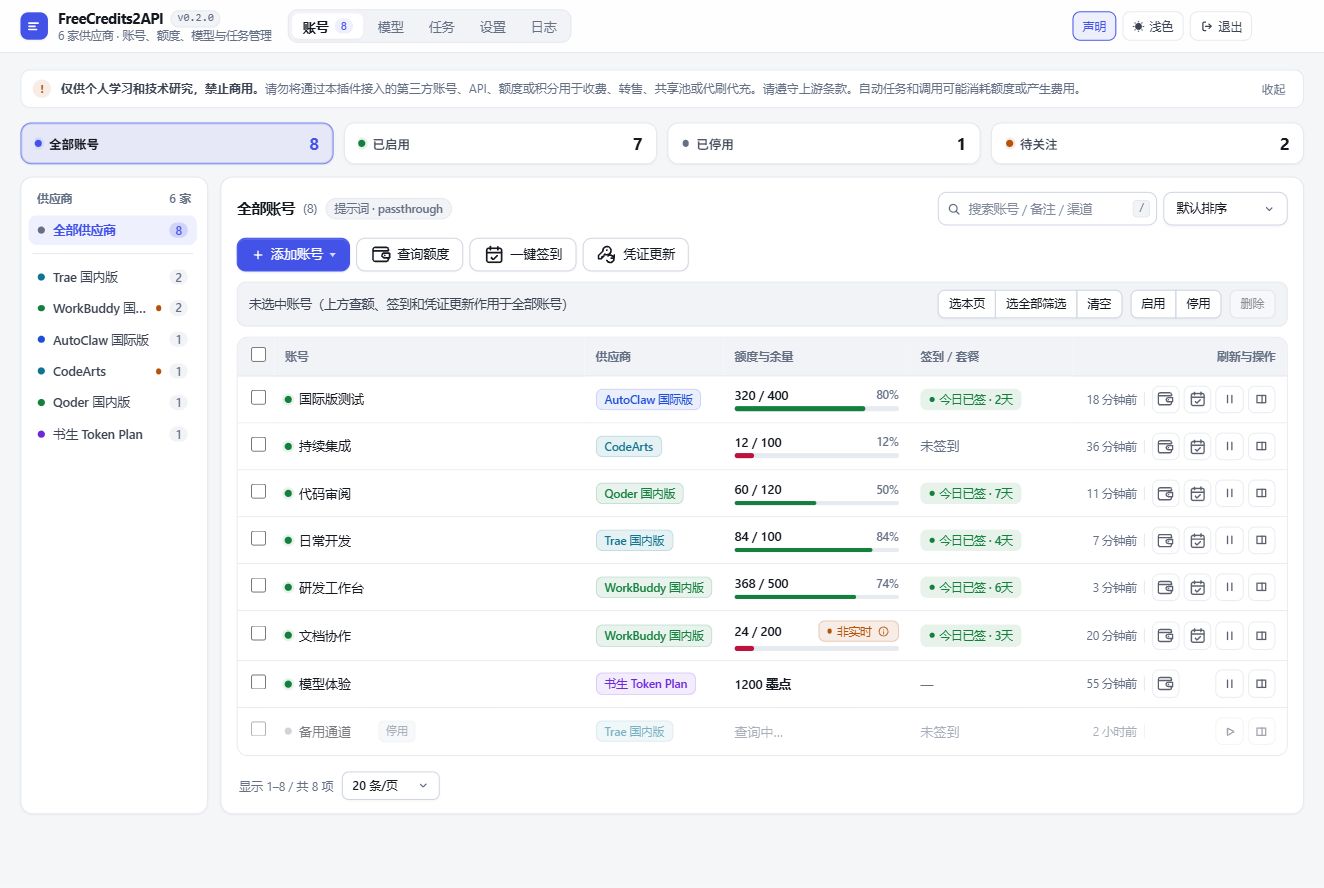 FreeCredits2API v0.2.0
6 家供应商 · 账号、额度、模型与任务管理
账号 8 模型 任务 设置 日志
声明 浅色 退出
! 仅供个人学习和技术研究，禁止商用。请勿将通过本插件接入的第三方账号、API、额度或积分用于收费、转售、共享池或代刷代充。请遵守上游条款。自动任务和调用可能消耗额度或产生费用。 收起
全部账号 8 已启用 7 已停用 1 待关注 2
供应商 6 家
全部供应商 8
Trae 国内版 2
WorkBuddy 国... 2
AutoClaw 国际版 1
CodeArts 1
Qoder 国内版 1
书生 Token Plan 1
全部账号 (8) 提示词 · passthrough 搜索账号 / 备注 / 渠道 / 默认排序
+ 添加账号 查询额度 一键签到 凭证更新
未选中账号（上方查额、签到和凭证更新作用于全部账号） 选本页 选全部筛选 清空 启用 停用 删除
账号 供应商 额度与余量 签到 / 套餐 刷新与操作
国际版测试 AutoClaw 国际版 320 / 400 80% 今日已签 · 2天 18 分钟前
持续集成 CodeArts 12 / 100 12% 未签到 36 分钟前
代码审阅 Qoder 国内版 60 / 120 50% 今日已签 · 7天 11 分钟前
日常开发 Trae 国内版 84 / 100 84% 今日已签 · 4天 7 分钟前
研发工作台 WorkBuddy 国内版 368 / 500 74% 今日已签 · 6天 3 分钟前
文档协作 WorkBuddy 国内版 24 / 200 非实时 今日已签 · 3天 20 分钟前
模型体验 书生 Token Plan 1200 墨点 — 55 分钟前
备用通道 停用 Trae 国内版 查询中... 未签到 2 小时前
显示 1–8 / 共 8 项 20 条/页